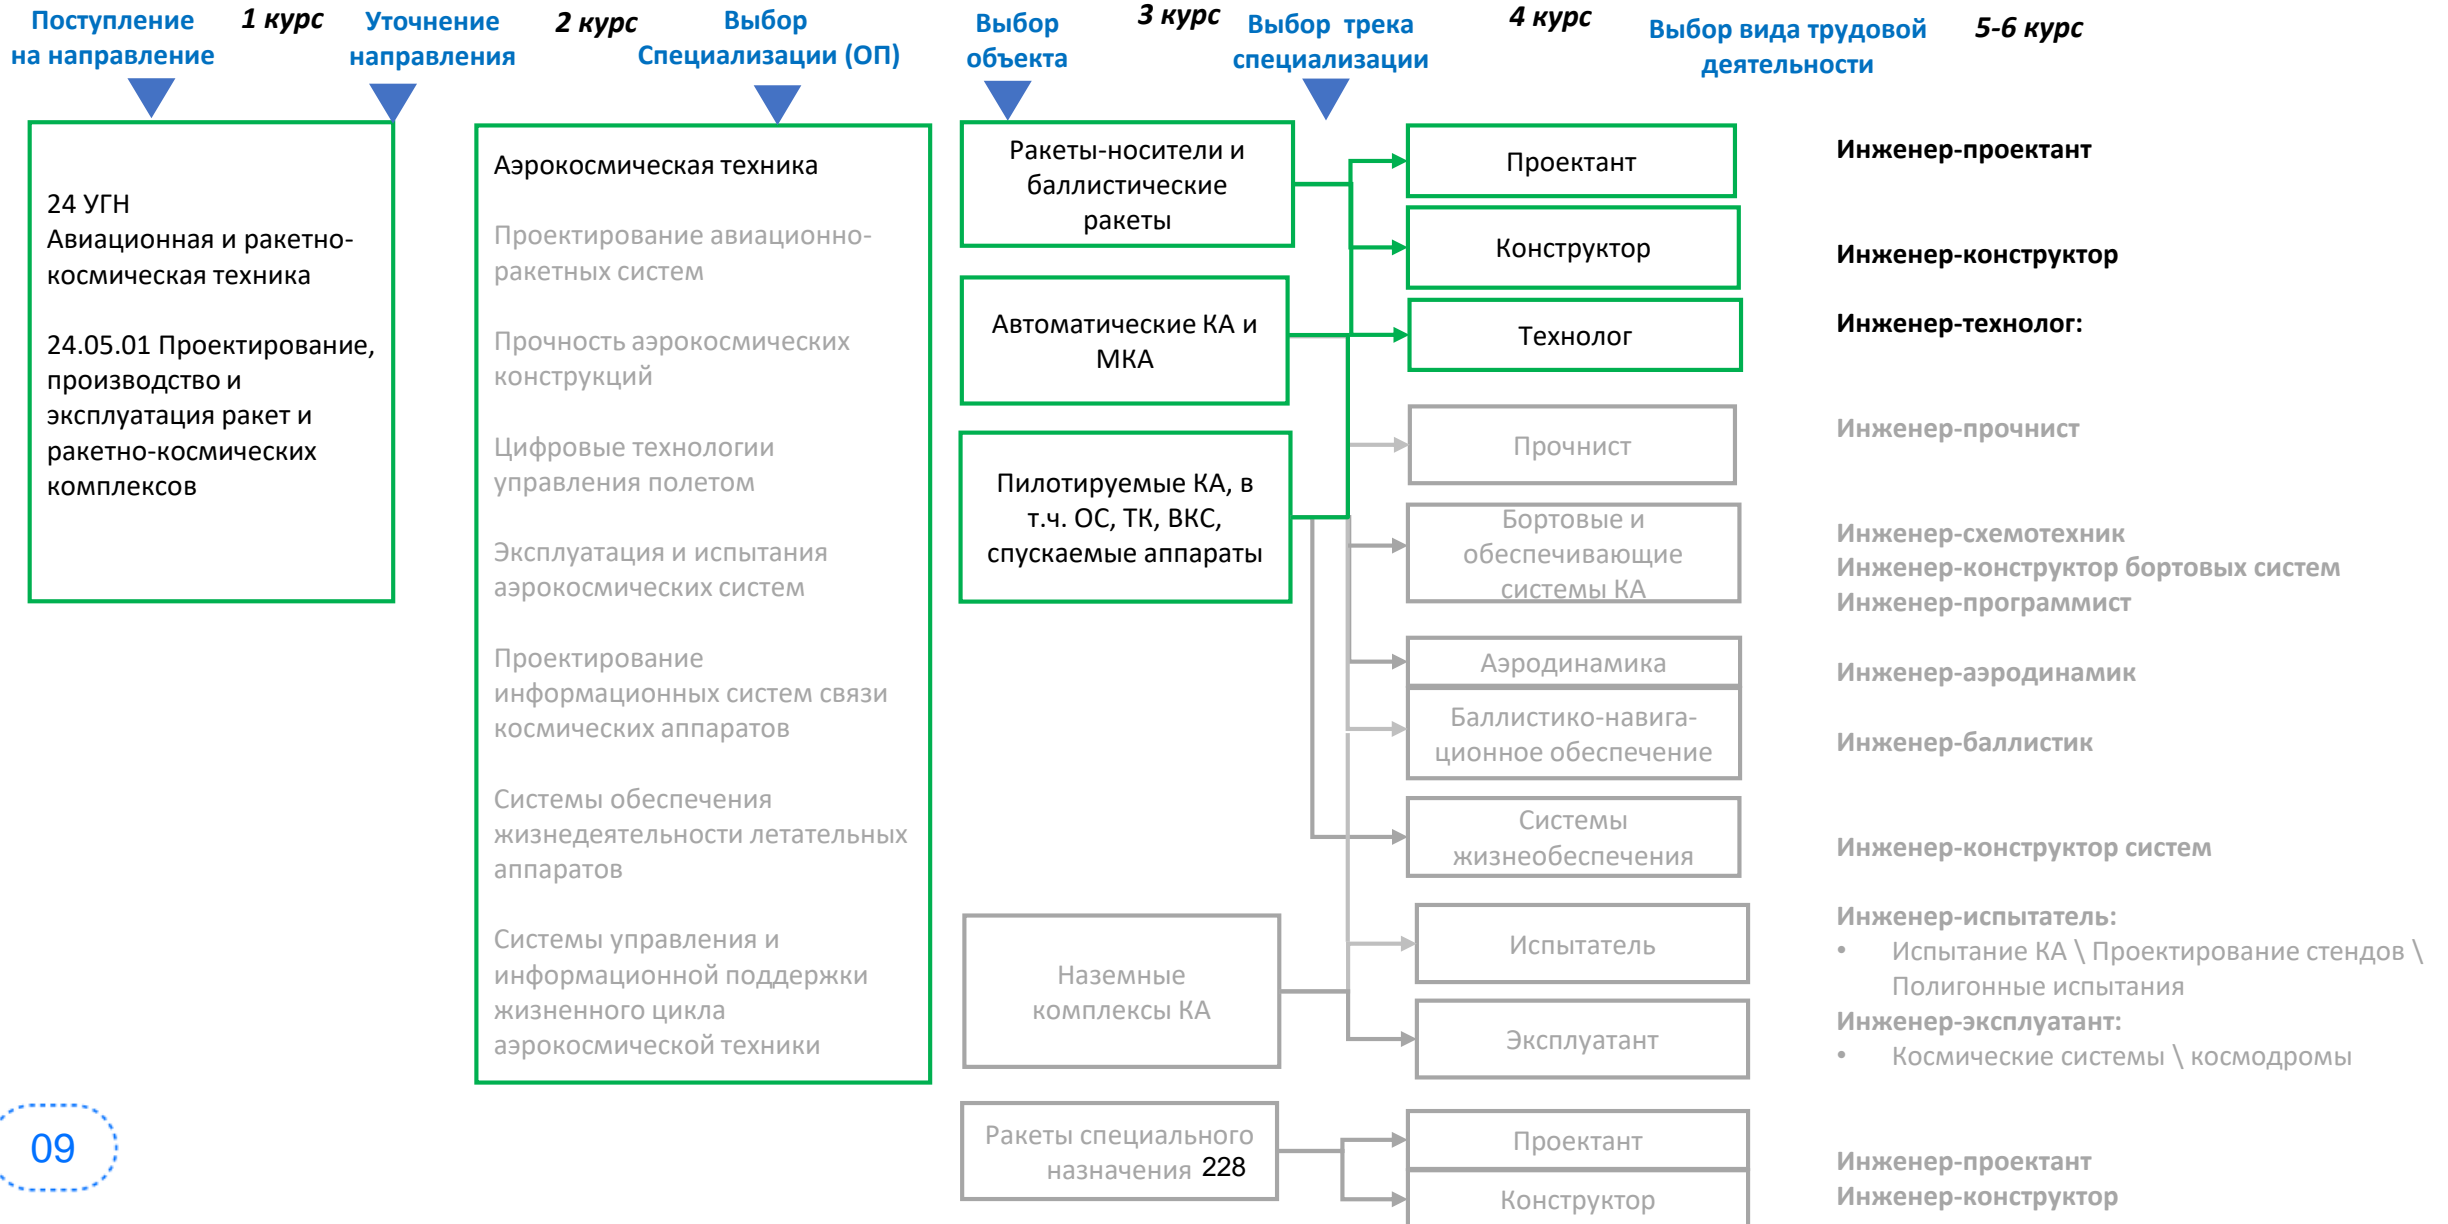 Поступление
на направление
1 курс
Уточнение
направления
2 курс
Выбор
Специализации (ОП)
Выбор
объекта
3 курс
Выбор трека
специализации
4 курс
Выбор вида трудовой
деятельности
5-6 курс
24 УГН
Авиационная и ракетно-
космическая техника
24.05.01 Проектирование,
производство и
эксплуатация ракет и
ракетно-космических
комплексов
Аэрокосмическая техника
Проектирование авиационно-
ракетных систем
Прочность аэрокосмических
конструкций
Цифровые технологии
управления полетом
Эксплуатация и испытания
аэрокосмических систем
Проектирование
информационных систем связи
космических аппаратов
Системы обеспечения
жизнедеятельности летательных
аппаратов
Системы управления и
информационной поддержки
жизненного цикла
аэрокосмической техники
Ракеты-носители и
баллистические
ракеты
Автоматические КА и
МКА
Пилотируемые КА, в
т.ч. ОС, ТК, ВКС,
спускаемые аппараты
Наземные
комплексы КА
Ракеты специального
назначения 228
Проектант
Конструктор
Технолог
Прочнист
Бортовые и
обеспечивающие
системы КА
Аэродинамика
Баллистико-навига-
ционное обеспечение
Системы
жизнеобеспечения
Испытатель
Эксплуатант
Проектант
Конструктор
Инженер-проектант
Инженер-конструктор
Инженер-технолог:
Инженер-прочнист
Инженер-схемотехник
Инженер-конструктор бортовых систем
Инженер-программист
Инженер-аэродинамик
Инженер-баллистик
Инженер-конструктор систем
Инженер-испытатель:
• Испытание КА \ Проектирование стендов \
Полигонные испытания
Инженер-эксплуатант:
• Космические системы \ космодромы
Инженер-проектант
Инженер-конструктор
09